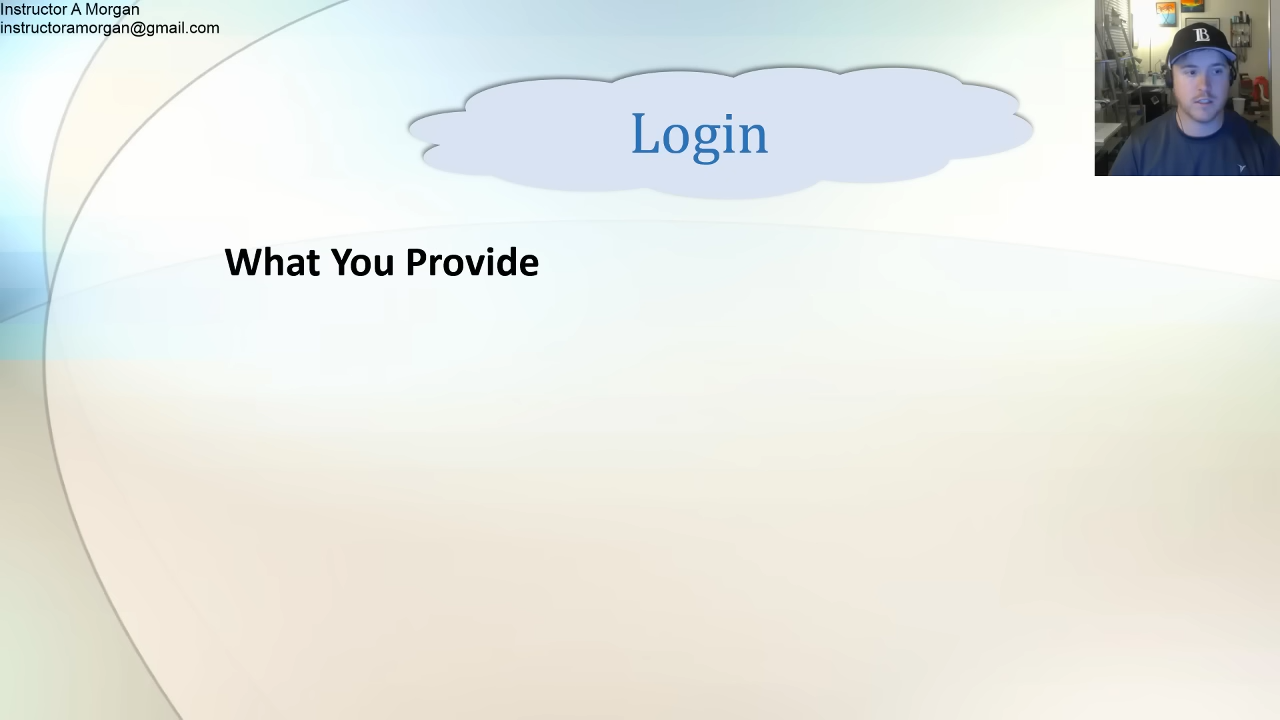 Instructor A Morgan
instructoramorgan@gmail.com
Login
What You Provide